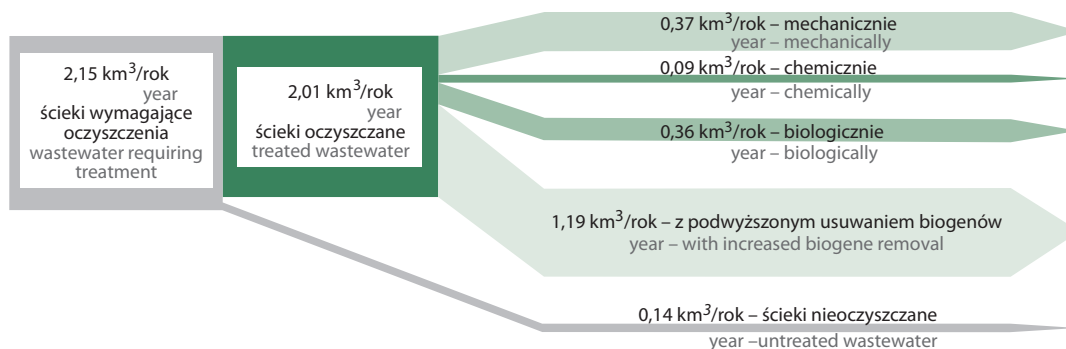 2,15 km³/rok
year
ścieki wymagające
oczyszczenia
wastewater requiring
treatment
2,01 km³/rok
year
ścieki oczyszczane
treated wastewater
0,37 km³/rok – mechanicznie
year – mechanically
0,09 km³/rok – chemicznie
year – chemically
0,36 km³/rok – biologicznie
year – biologically
1,19 km³/rok – z podwyższonym usuwaniem biogenów
year – with increased biogene removal
0,14 km³/rok – ścieki nieoczyszczane
year –untreated wastewater